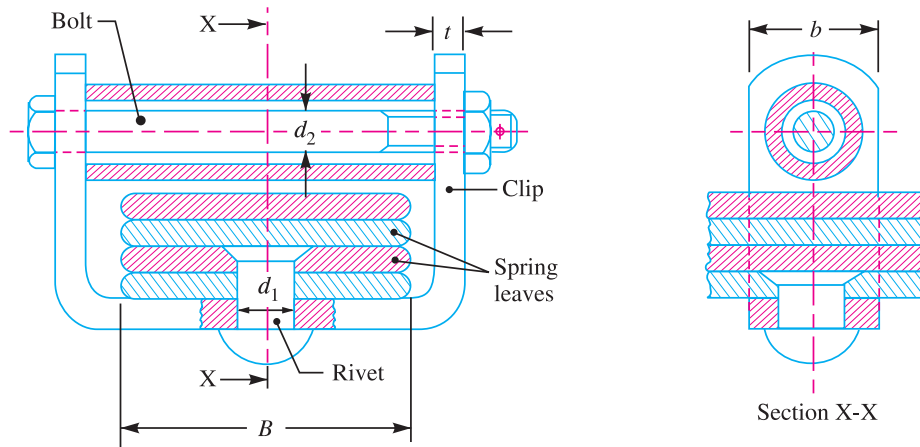 Bolt
X
t
b
d2
Clip
Spring
leaves
d1
Rivet
X
B
Section X-X